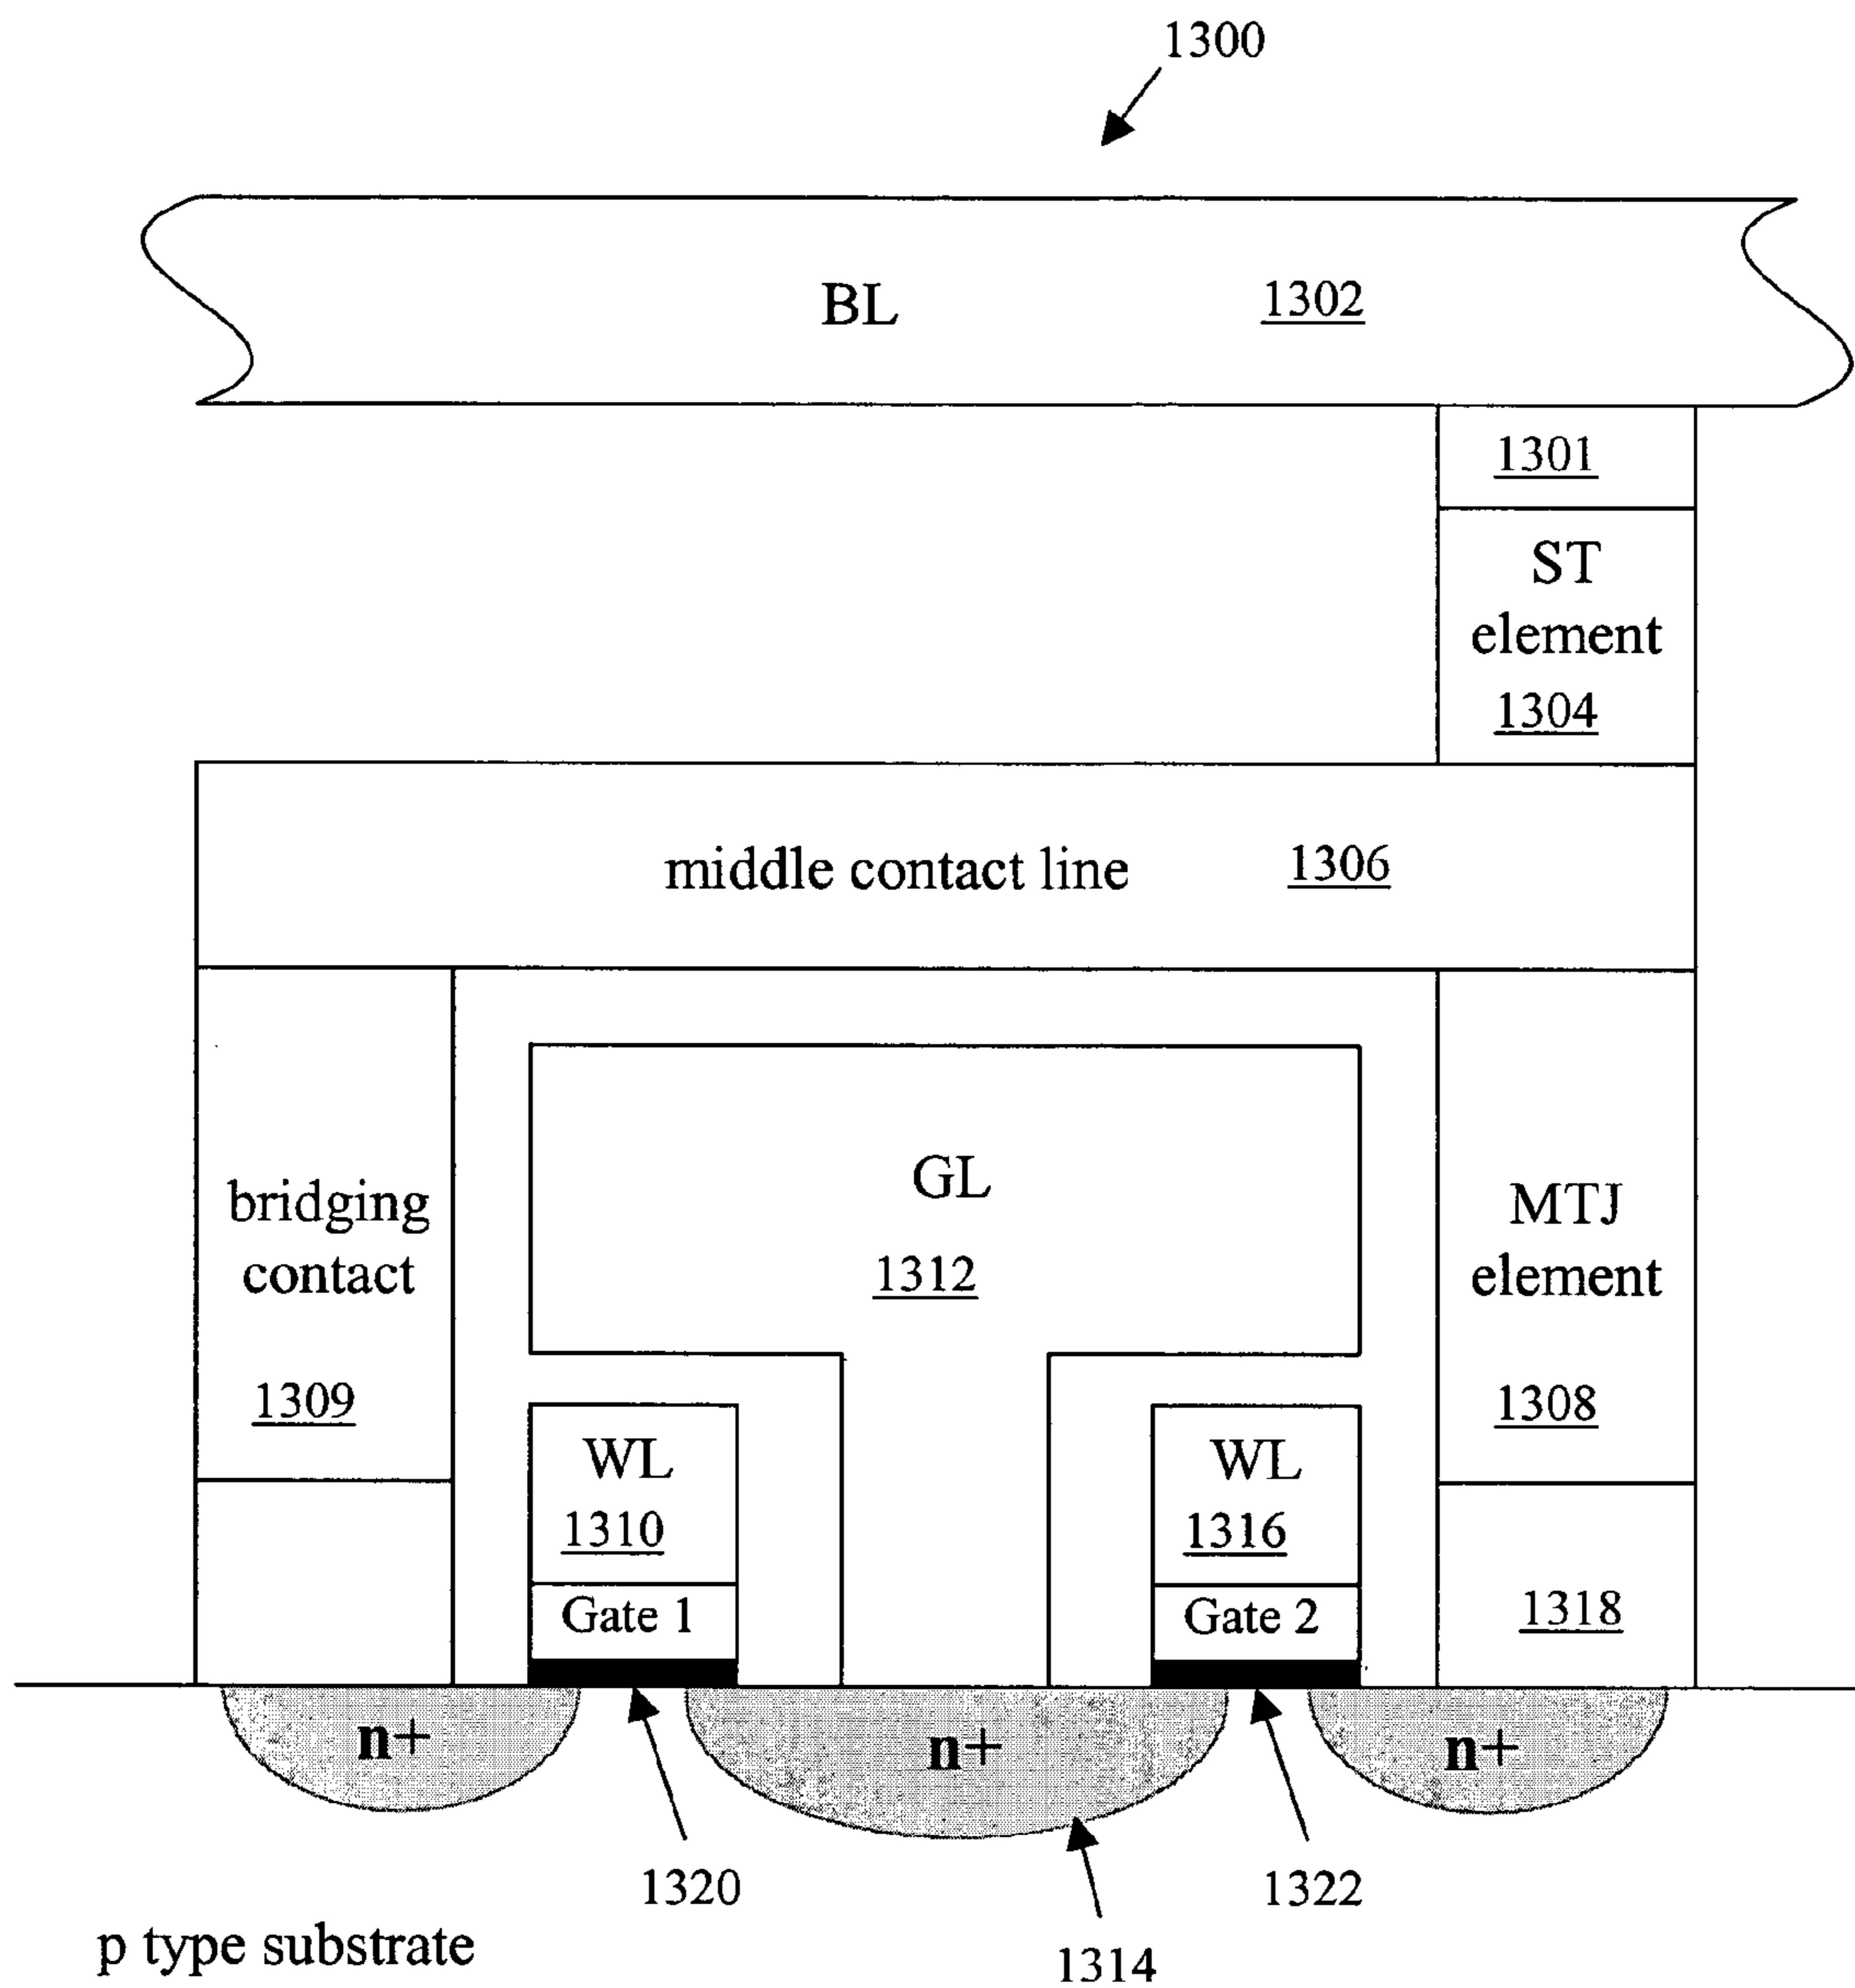 1300
BL 1302
1301
ST
element
1304
middle contact line 1306
bridging
contact
1309
GL
1312
MTJ
element
1308
WL
1310
Gate 1
WL
1316
Gate 2
1318
n+
n+
n+
1320
1322
1314
p type substrate